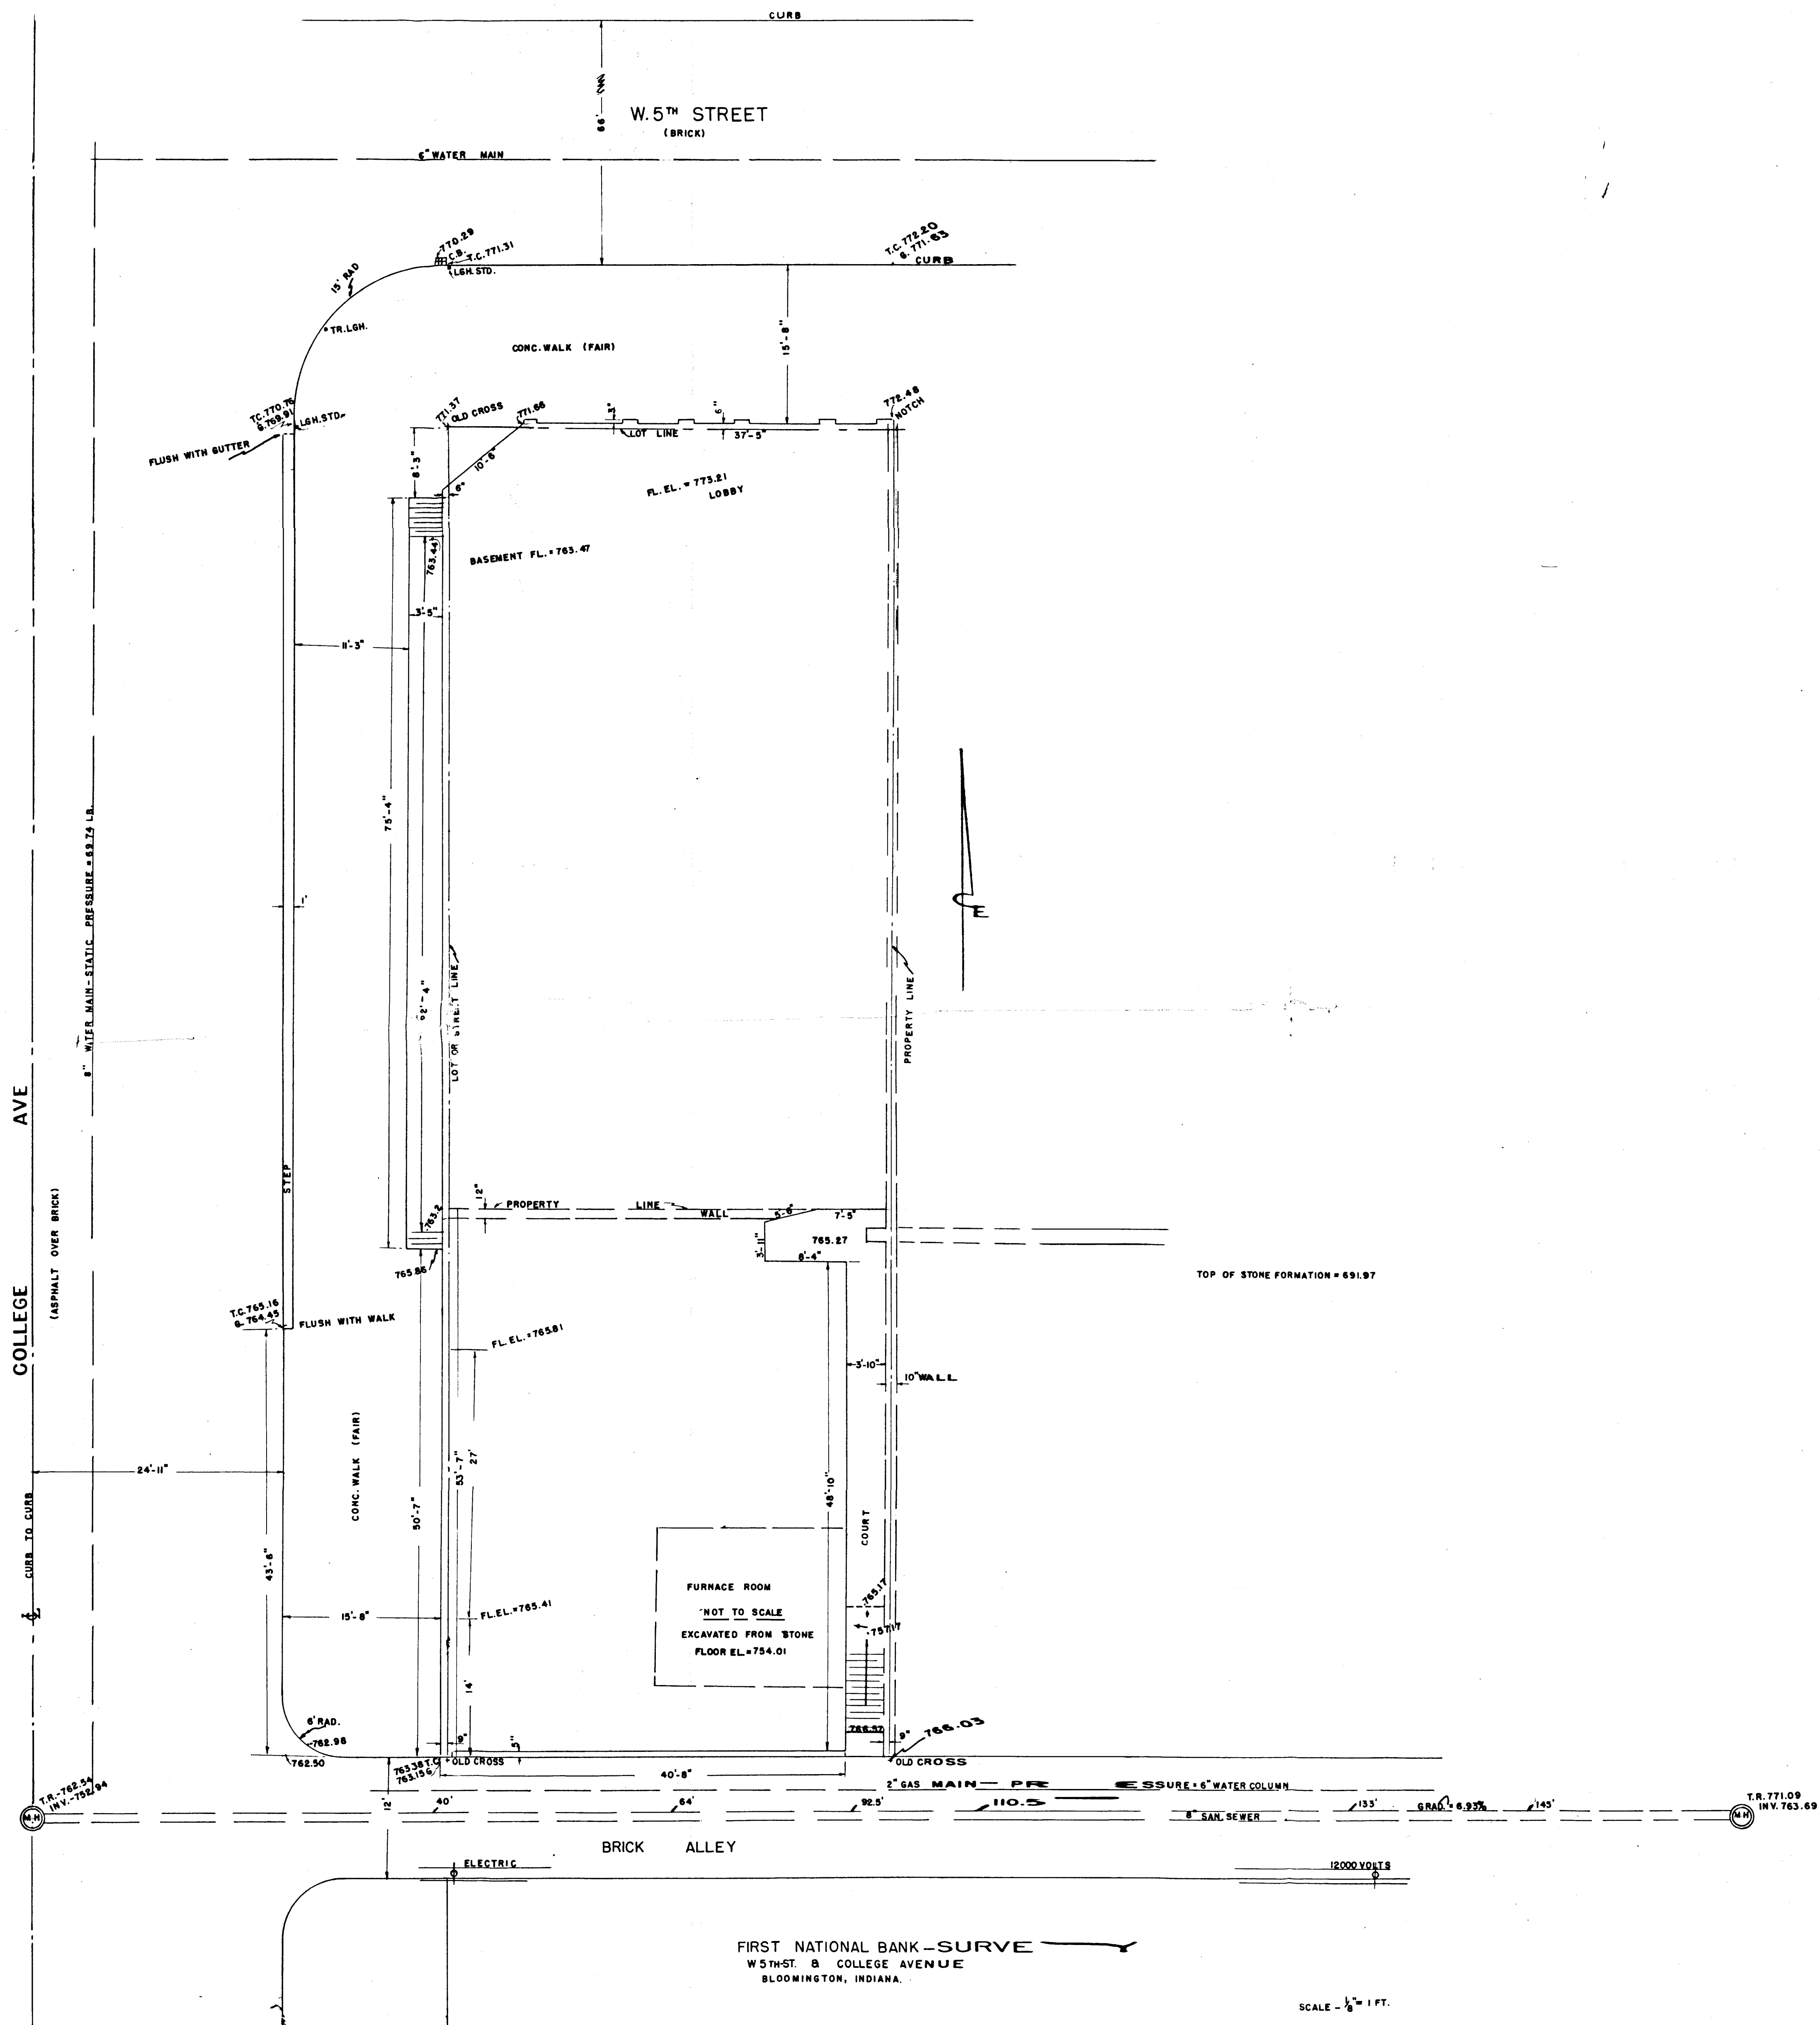 CURB
66'
W. 5TH STREET
(BRICK)
6" WATER MAIN
770.29
C.B.
T.C. 771.31
LGH. STD.
T.C. 772.20
G. 771.63
CURB
15' RAD
TR. LGH.
CONC. WALK (FAIR)
15'-8"
T.C. 770.76
G. 769.91
LGH. STD.
FLUSH WITH GUTTER
771.37
OLD CROSS
771.66
3"
6"
772.48
NOTCH
LOT LINE
37'-5"
8'-3"
10'-6"
6"
FL. EL. = 773.21
LOBBY
763.44
BASEMENT FL. = 763.47
3'-5"
11'-3"
75'-4"
8" WATER MAIN - STATIC PRESSURE = 69.74 LB.
1'
E
2'-4"
LOT OR STREET LINE
PROPERTY LINE
COLLEGE AVE
(ASPHALT OVER BRICK)
STEP
12"
PROPERTY LINE
WALL
5'-6"
7'-5"
763.2
3'-11"
765.27
8'-4"
765.86
TOP OF STONE FORMATION = 691.97
T.C. 765.16
G. 764.45
FLUSH WITH WALK
FL. EL. = 765.81
3'-10"
10" WALL
CONC. WALK (FAIR)
24'-11"
53'-7"
27'
48'-10"
50'-7"
COURT
CURB TO CURB
43'-6"
FURNACE ROOM
NOT TO SCALE
EXCAVATED FROM STONE
FLOOR EL. = 754.01
765.17
757.17
15'-8"
FL. EL. = 765.41
14'
6' RAD.
762.98
762.50
9"
5"
766.57
9"
766.03
763.38 T.C.
763.15 G
OLD CROSS
OLD CROSS
40'-8"
2" GAS MAIN - PRESSURE = 6" WATER COLUMN
T.R. - 762.54
INV. - 752.94
M.H
12'
40'
64'
92.5'
110.5
133'
GRAD. = 6.93%
145'
8" SAN. SEWER
M H
T.R. 771.09
INV. 763.69
BRICK ALLEY
ELECTRIC
12000 VOLTS
FIRST NATIONAL BANK - SURVEY
W 5TH ST. & COLLEGE AVENUE
BLOOMINGTON, INDIANA.
SCALE - 1/8" = 1 FT.